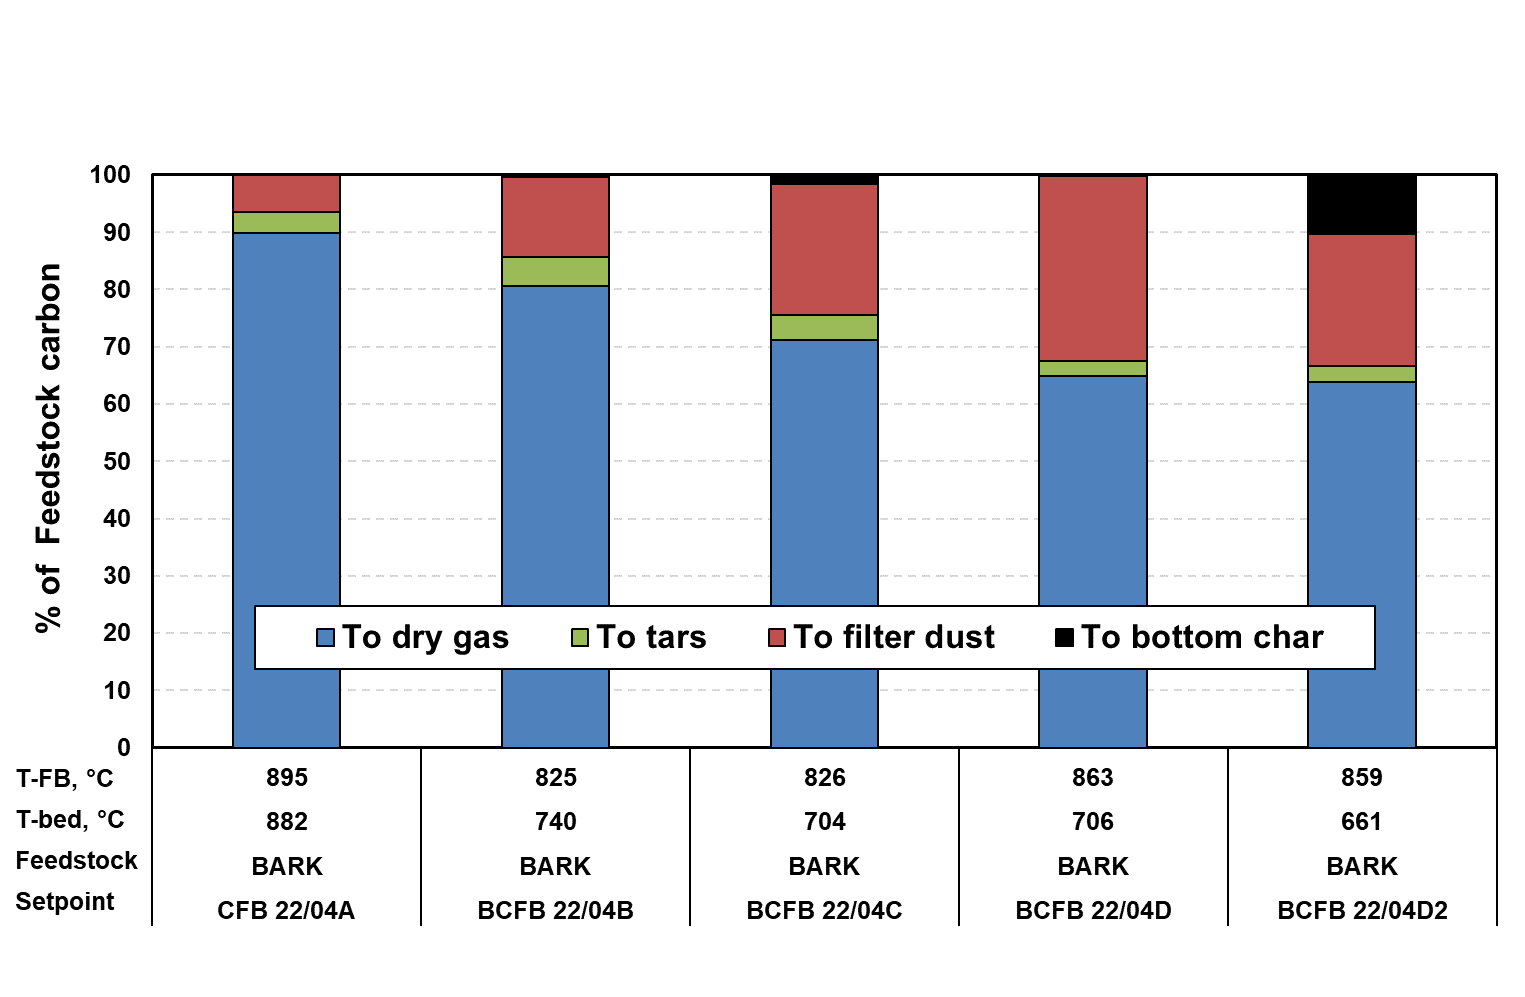 % of Feedstock carbon
100
90
80
70
60
50
40
30
20
10
0
To dry gas To tars To filter dust To bottom char
T-FB, °C 895 825 826 863 859
T-bed, °C 882 740 704 706 661
Feedstock BARK BARK BARK BARK BARK
Setpoint CFB 22/04A BCFB 22/04B BCFB 22/04C BCFB 22/04D BCFB 22/04D2